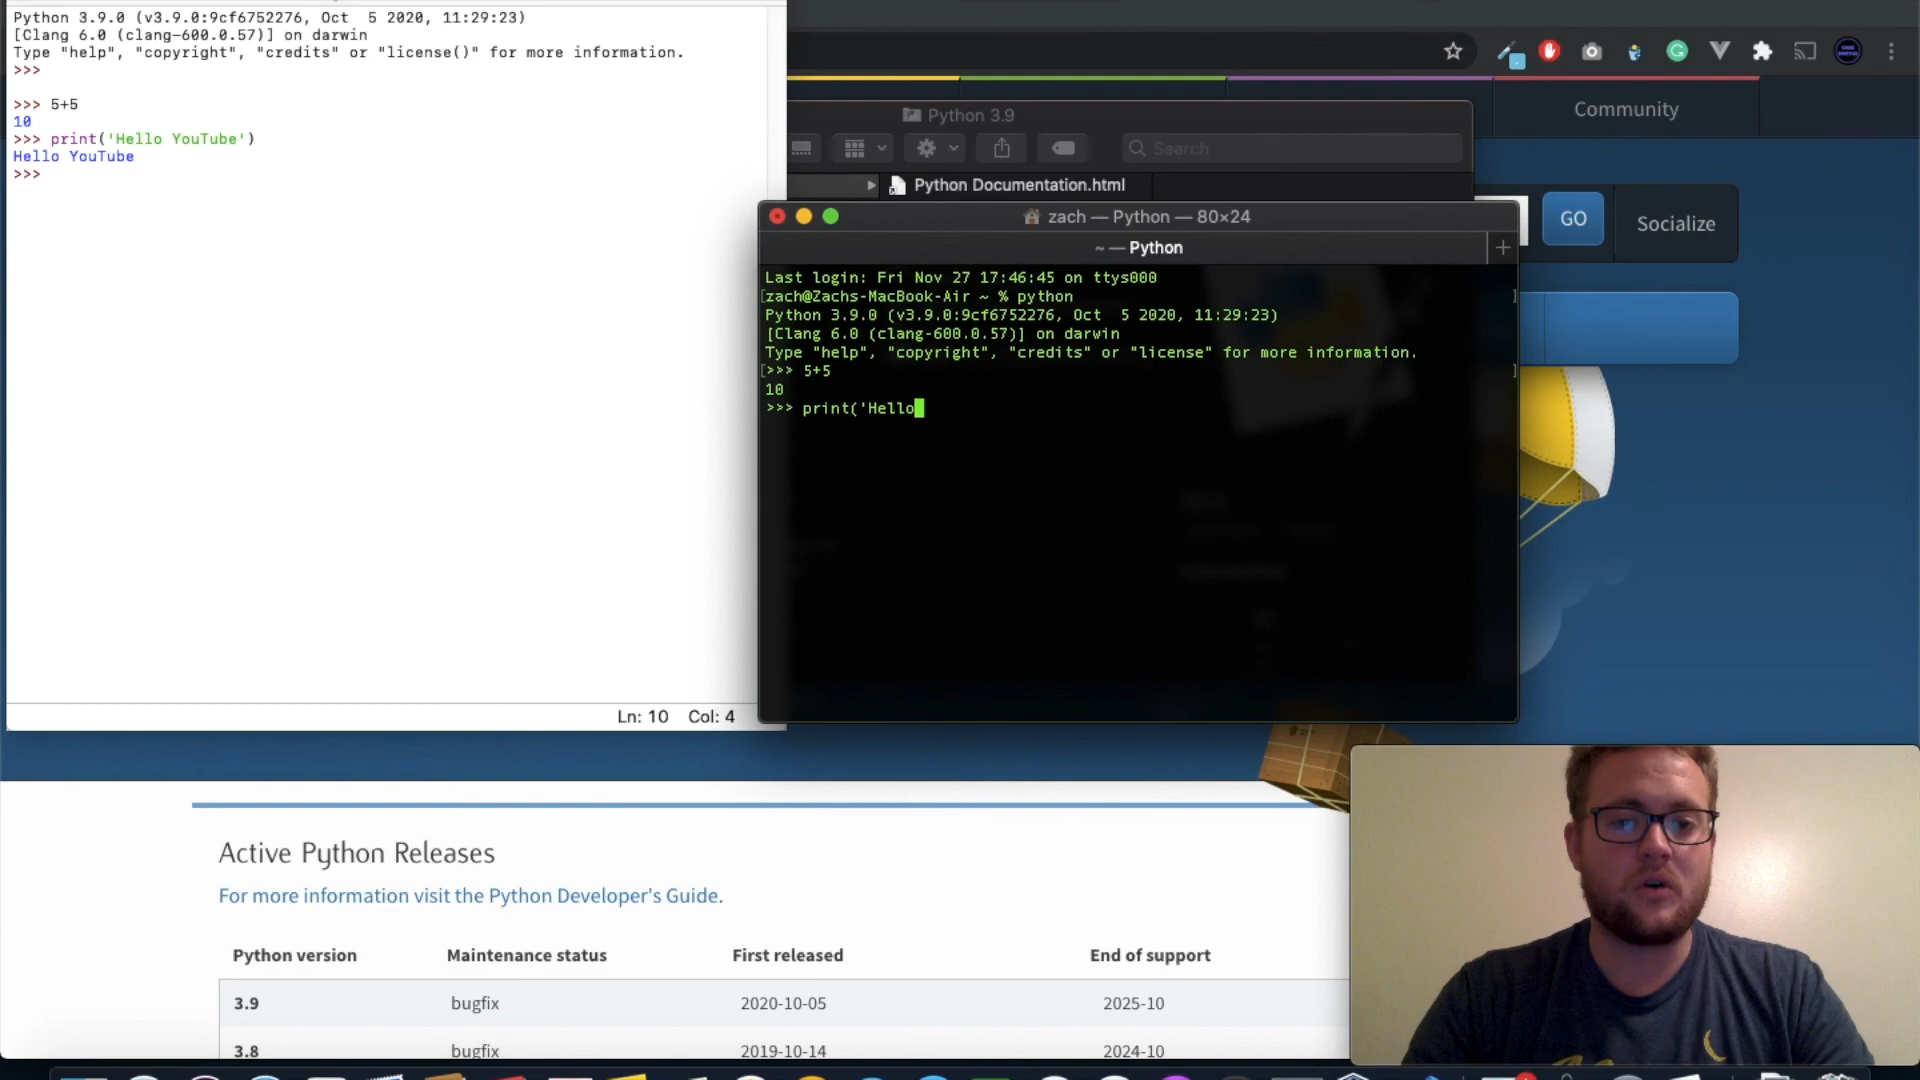 Python 3.9.0 (v3.9.0:9cf6752276, Oct  5 2020, 11:29:23)
[Clang 6.0 (clang-600.0.57)] on darwin
Type "help", "copyright", "credits" or "license()" for more information.
>>>
>>> 5+5
10
>>> print('Hello YouTube')
Hello YouTube
>>>
Ln: 10 Col: 4
Community
Python 3.9
Search
Python Documentation.html
GO
Socialize
zach — Python — 80×24
~ — Python
Last login: Fri Nov 27 17:46:45 on ttys000
[zach@Zachs-MacBook-Air ~ % python ]
Python 3.9.0 (v3.9.0:9cf6752276, Oct  5 2020, 11:29:23)
[Clang 6.0 (clang-600.0.57)] on darwin
Type "help", "copyright", "credits" or "license" for more information.
[>>> 5+5 ]
10
>>> print('Hello
Active Python Releases
For more information visit the Python Developer's Guide.
Python version Maintenance status First released End of support
3.9 bugfix 2020-10-05 2025-10
3.8 bugfix 2019-10-14 2024-10